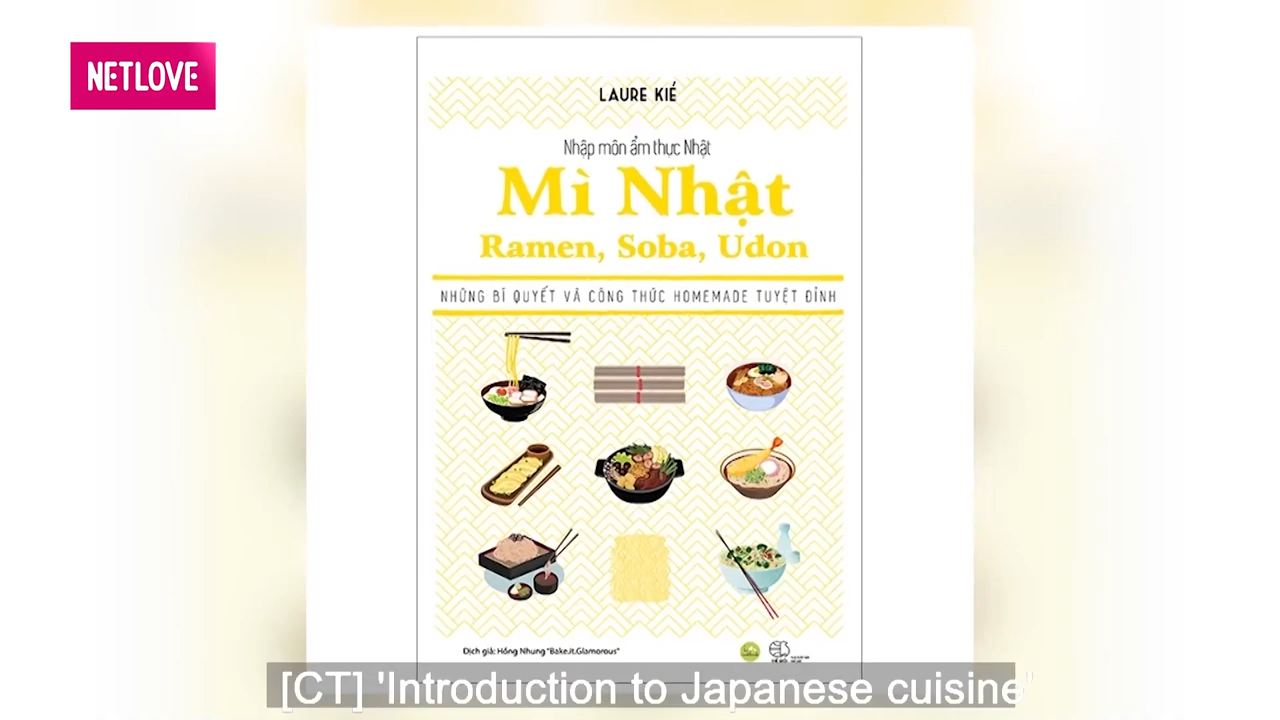 NETLOVE
LAURE KIÉ
Nhập môn ẩm thực Nhật
Mì Nhật
Ramen, Soba, Udon
NHỮNG BÍ QUYẾT VÀ CÔNG THỨC HOMEMADE TUYỆT ĐỈNH
Dịch giả: Hồng Nhung "Bake.it.Glamorous"
[CT] 'Introduction to Japanese cuisine'